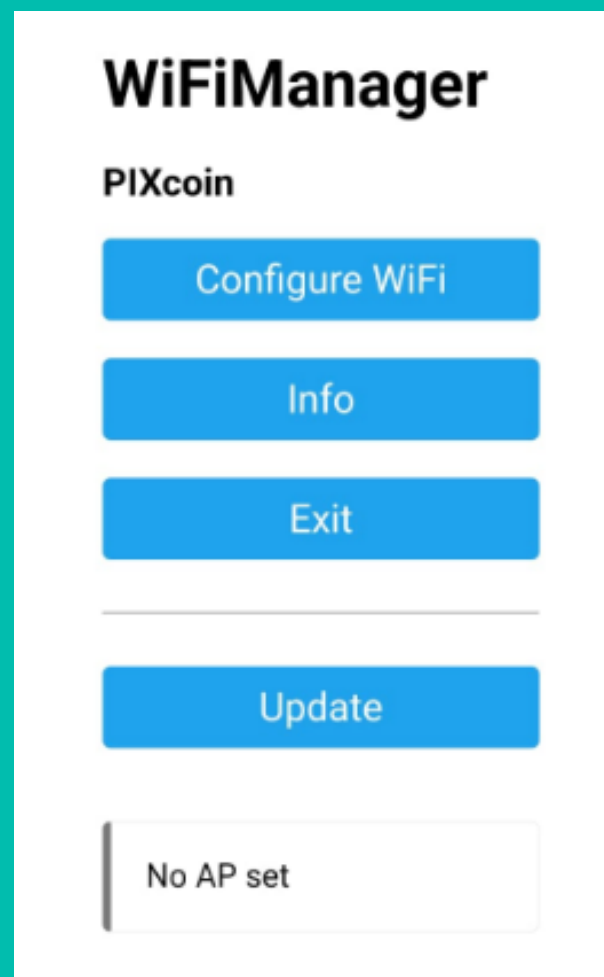 WiFiManager
PIXcoin
Configure WiFi
Info
Exit
Update
No AP set